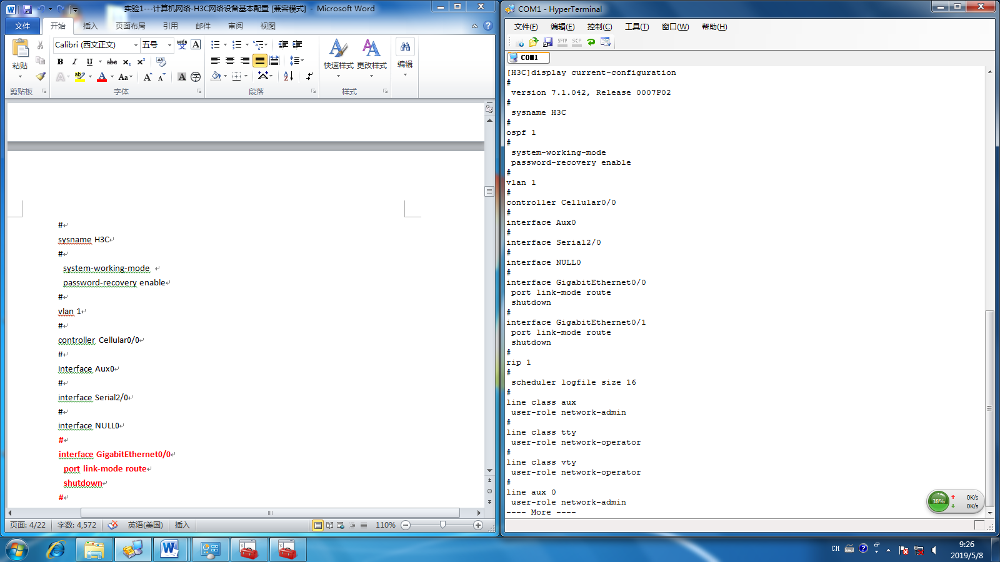 实验1---计算机网络-H3C网络设备基本配置 [兼容模式] - Microsoft Word
文件 开始 插入 页面布局 引用 邮件 审阅 视图
粘贴
剪贴板
Calibri (西文正文) 五号 wén 文 A
B I U abc x₂ x²
A ab A Aa A A A 字
字体
段落
快速样式 更改样式
样式
编辑
#
sysname H3C
#
system-working-mode
password-recovery enable
#
vlan 1
#
controller Cellular0/0
#
interface Aux0
#
interface Serial2/0
#
interface NULL0
#
interface GigabitEthernet0/0
port link-mode route
shutdown
#
页面: 4/22 字数: 4,572 英语(美国) 插入 110%
COM1 - HyperTerminal
文件(F) 编辑(E) 控制(C) 工具(T) 窗口(W) 帮助(H)
SFTP SCP
COM1
[H3C]display current-configuration
#
version 7.1.042, Release 0007P02
#
sysname H3C
#
ospf 1
#
system-working-mode
password-recovery enable
#
vlan 1
#
controller Cellular0/0
#
interface Aux0
#
interface Serial2/0
#
interface NULL0
#
interface GigabitEthernet0/0
port link-mode route
shutdown
#
interface GigabitEthernet0/1
port link-mode route
shutdown
#
rip 1
#
scheduler logfile size 16
#
line class aux
user-role network-admin
#
line class tty
user-role network-operator
#
line class vty
user-role network-operator
#
line aux 0
user-role network-admin
---- More ----
38% 0K/s
0K/s
CH 9:26
2019/5/8